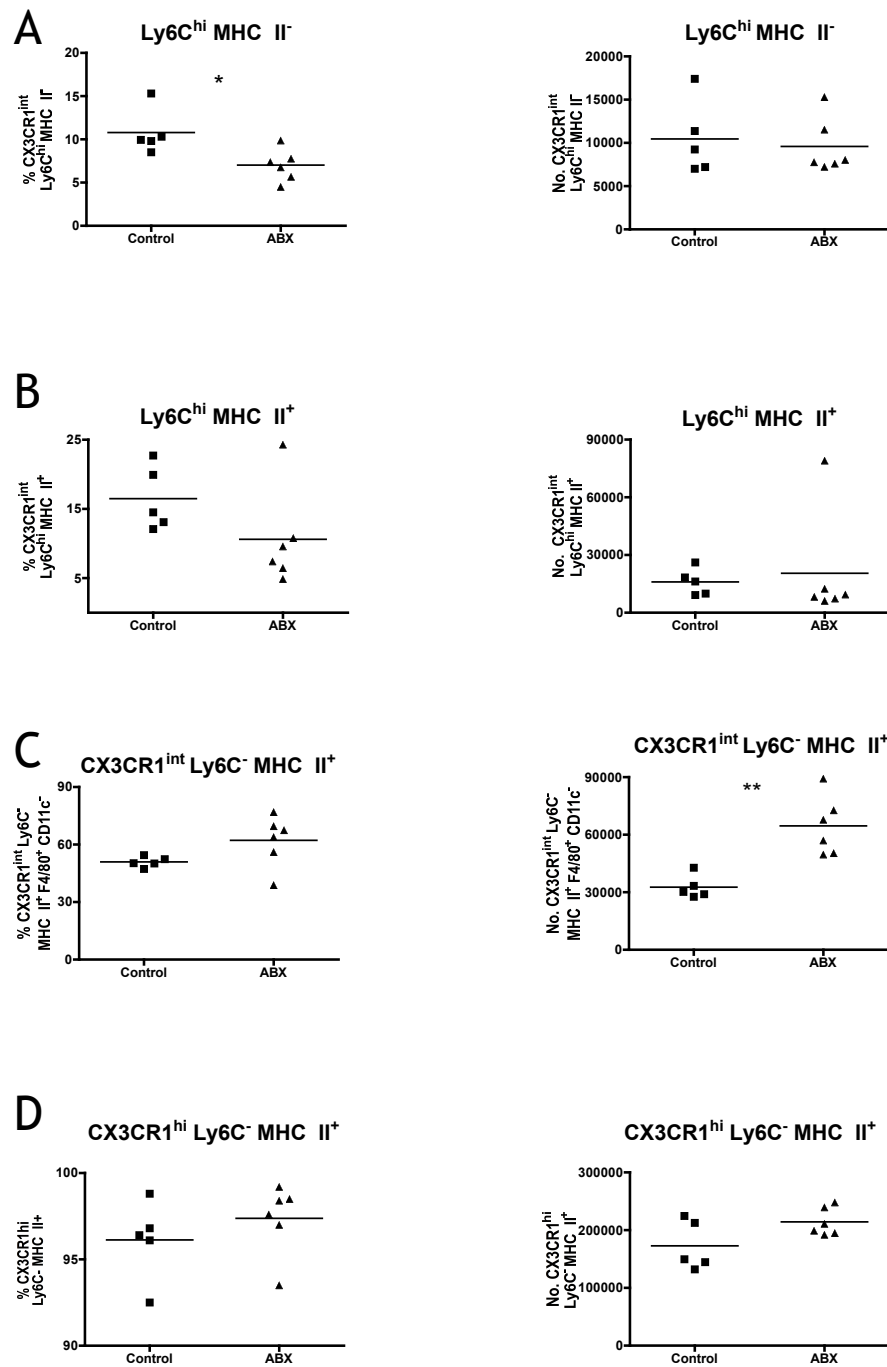 A
Ly6Chi MHC II-
% CX3CR1int
Ly6Chi MHC II-
20
15
10
5
0
*
Control
ABX
Ly6Chi MHC II-
No. CX3CR1int
Ly6Chi MHC II-
20000
15000
10000
5000
0
Control
ABX
B
Ly6Chi MHC II+
% CX3CR1int
Ly6Chi MHC II+
25
15
5
Control
ABX
Ly6Chi MHC II+
No. CX3CR1int
Ly6Chi MHC II+
90000
60000
30000
0
Control
ABX
C
CX3CR1int Ly6C- MHC II+
% CX3CR1int Ly6C-
MHC II+ F4/80+ CD11c-
90
60
30
0
Control
ABX
CX3CR1int Ly6C- MHC II+
No. CX3CR1int Ly6C-
MHC II+ F4/80+ CD11c-
90000
60000
30000
0
**
Control
ABX
D
CX3CR1hi Ly6C- MHC II+
% CX3CR1hi
Ly6C- MHC II+
100
95
90
Control
ABX
CX3CR1hi Ly6C- MHC II+
No. CX3CR1hi
Ly6C- MHC II+
300000
200000
100000
0
Control
ABX